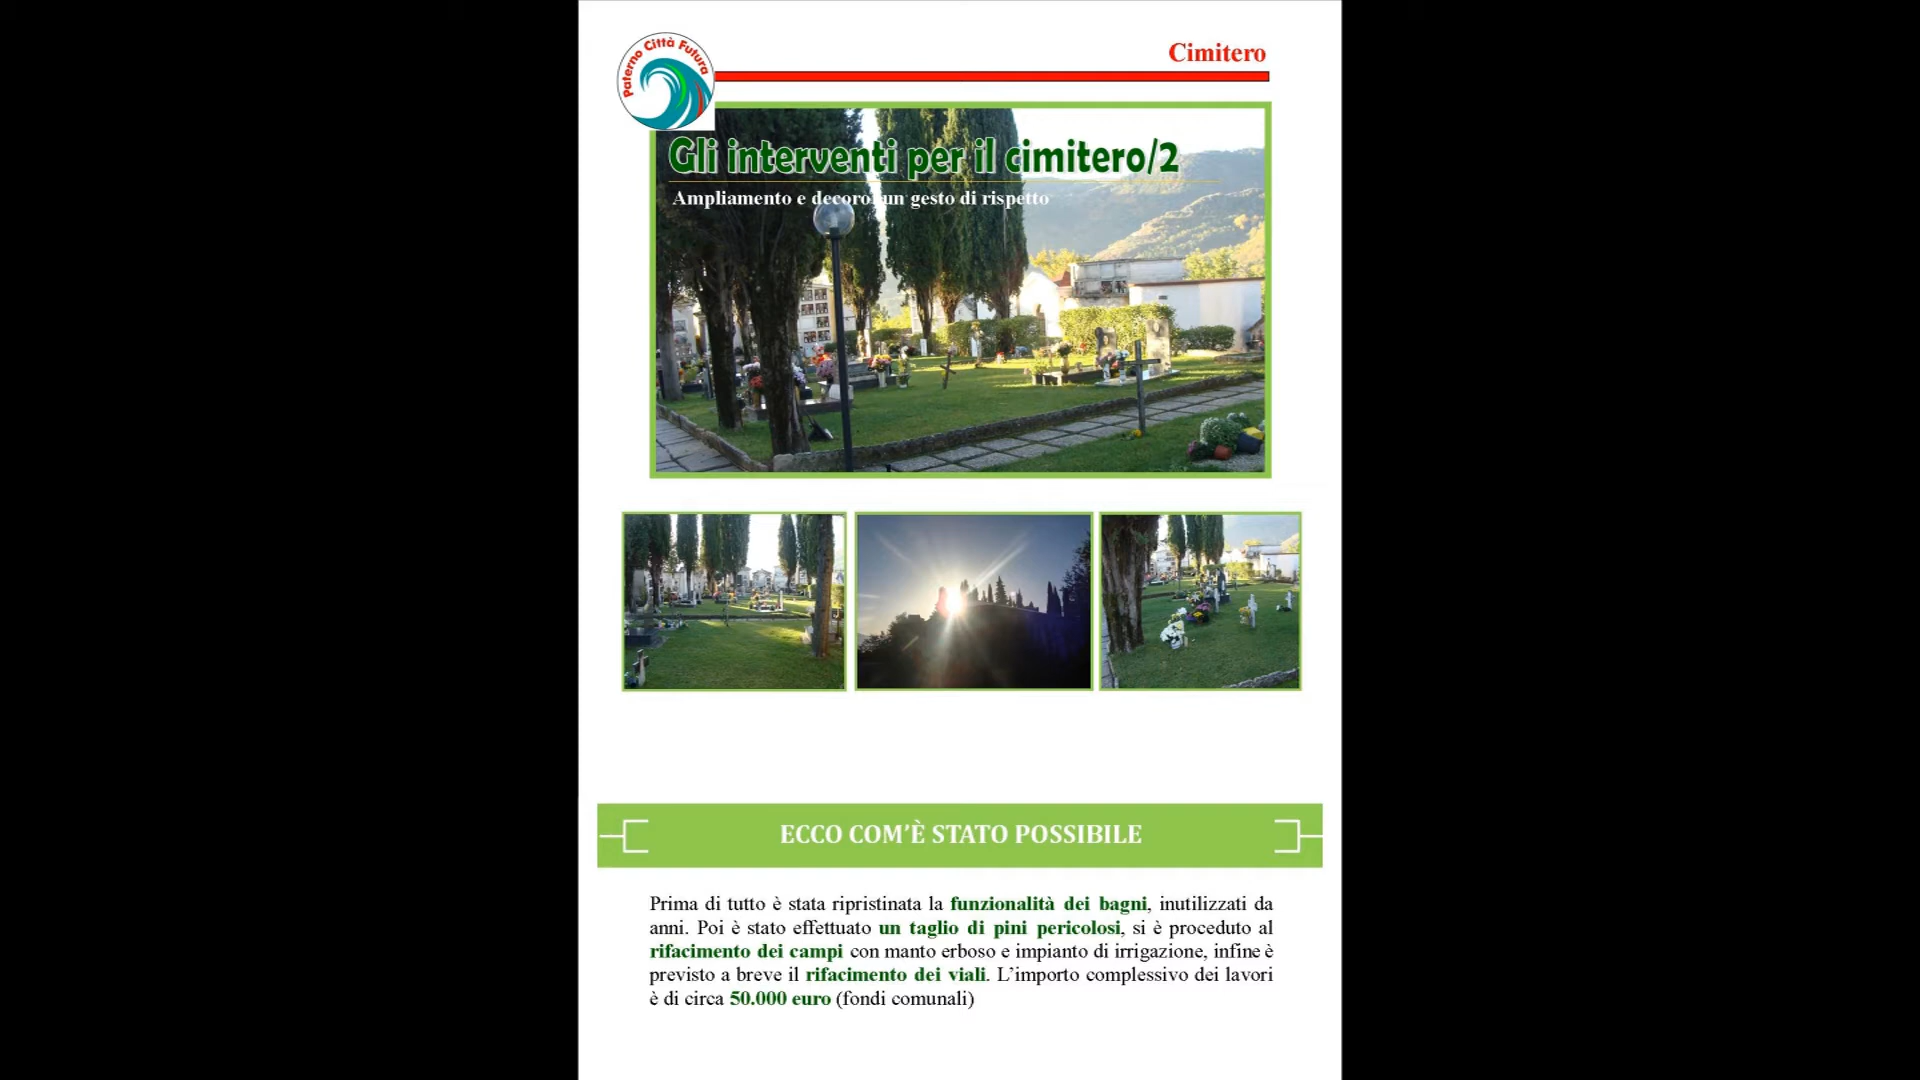 Paterno Città Futura
Cimitero
Gli interventi per il cimitero/2
Ampliamento e decoro: un gesto di rispetto
ECCO COM'È STATO POSSIBILE
Prima di tutto è stata ripristinata la funzionalità dei bagni, inutilizzati da
anni. Poi è stato effettuato un taglio di pini pericolosi, si è proceduto al
rifacimento dei campi con manto erboso e impianto di irrigazione, infine è
previsto a breve il rifacimento dei viali. L'importo complessivo dei lavori
è di circa 50.000 euro (fondi comunali)